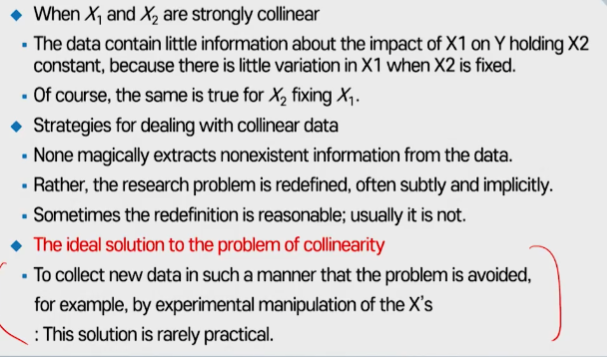 ◆ When X₁ and X₂ are strongly collinear
▪ The data contain little information about the impact of X1 on Y holding X2
constant, because there is little variation in X1 when X2 is fixed.
▪ Of course, the same is true for X₂ fixing X₁.
◆ Strategies for dealing with collinear data
▪ None magically extracts nonexistent information from the data.
▪ Rather, the research problem is redefined, often subtly and implicitly.
▪ Sometimes the redefinition is reasonable; usually it is not.
◆ The ideal solution to the problem of collinearity
▪ To collect new data in such a manner that the problem is avoided,
for example, by experimental manipulation of the X's
: This solution is rarely practical.